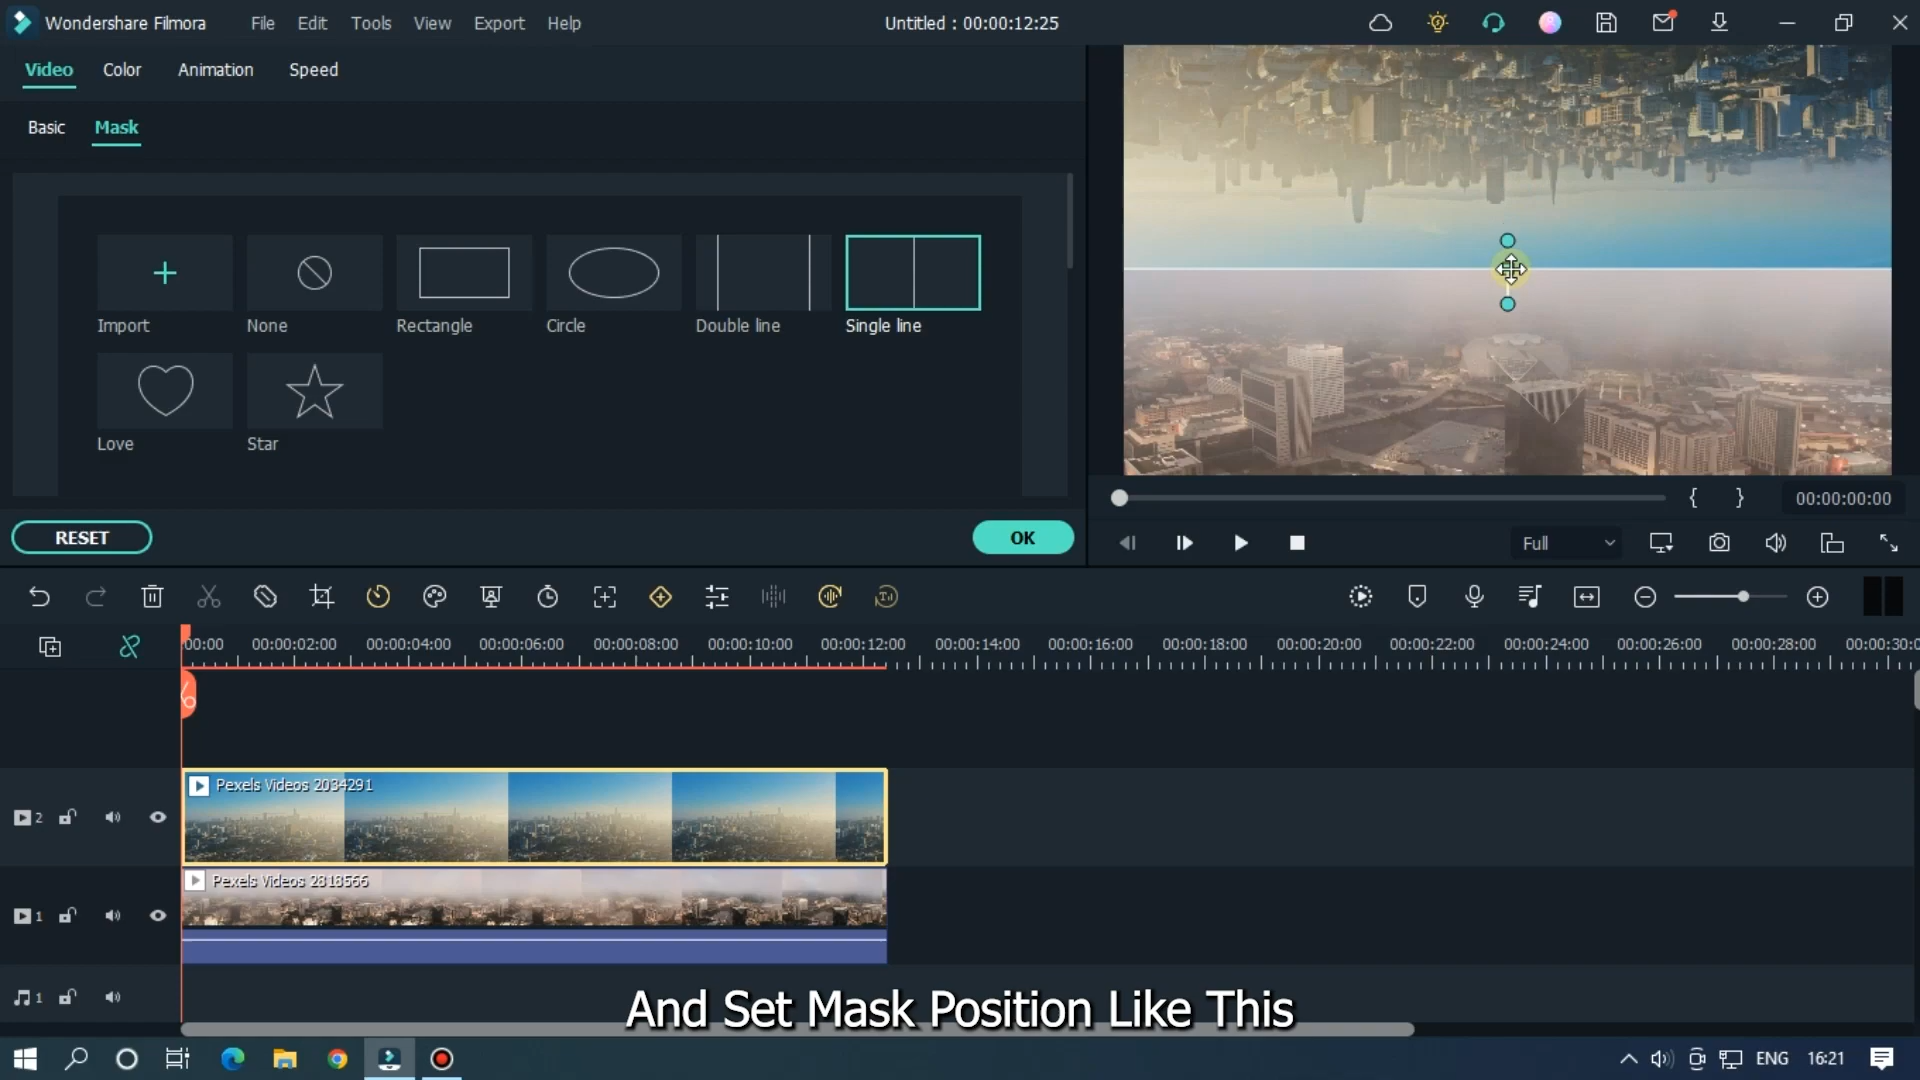 Wondershare Filmora
File Edit Tools View Export Help
Untitled : 00:00:12:25
Video Color Animation Speed
Basic Mask
Import None Rectangle Circle Double line Single line
Love Star
RESET OK
{ } 00:00:00:00
Full
00:00 00:00:02:00 00:00:04:00 00:00:06:00 00:00:08:00 00:00:10:00 00:00:12:00 00:00:14:00 00:00:16:00 00:00:18:00 00:00:20:00 00:00:22:00 00:00:24:00 00:00:26:00 00:00:28:00 00:00:30:0
Pexels Videos 2034291
2
Pexels Videos 2818566
1
1
And Set Mask Position Like This
ENG 16:21